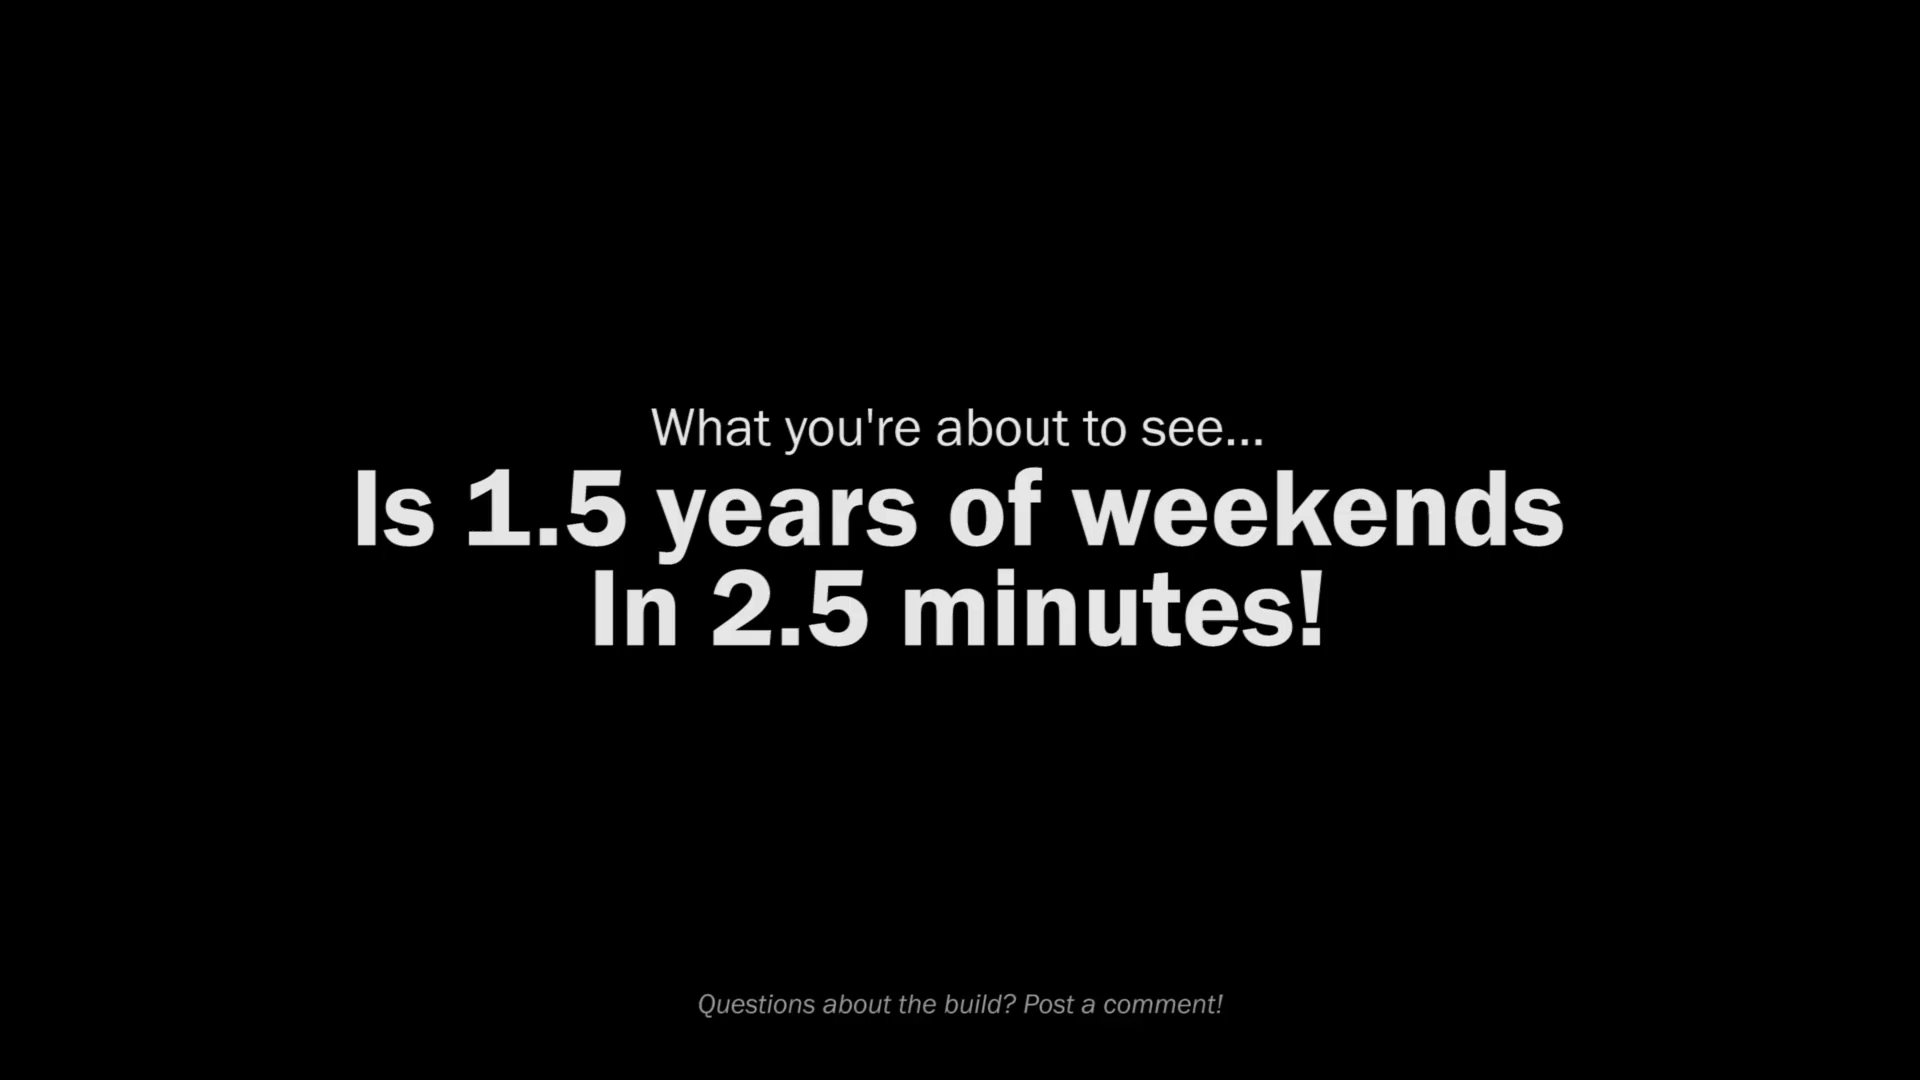 What you're about to see...
Is 1.5 years of weekends
In 2.5 minutes!
Questions about the build? Post a comment!